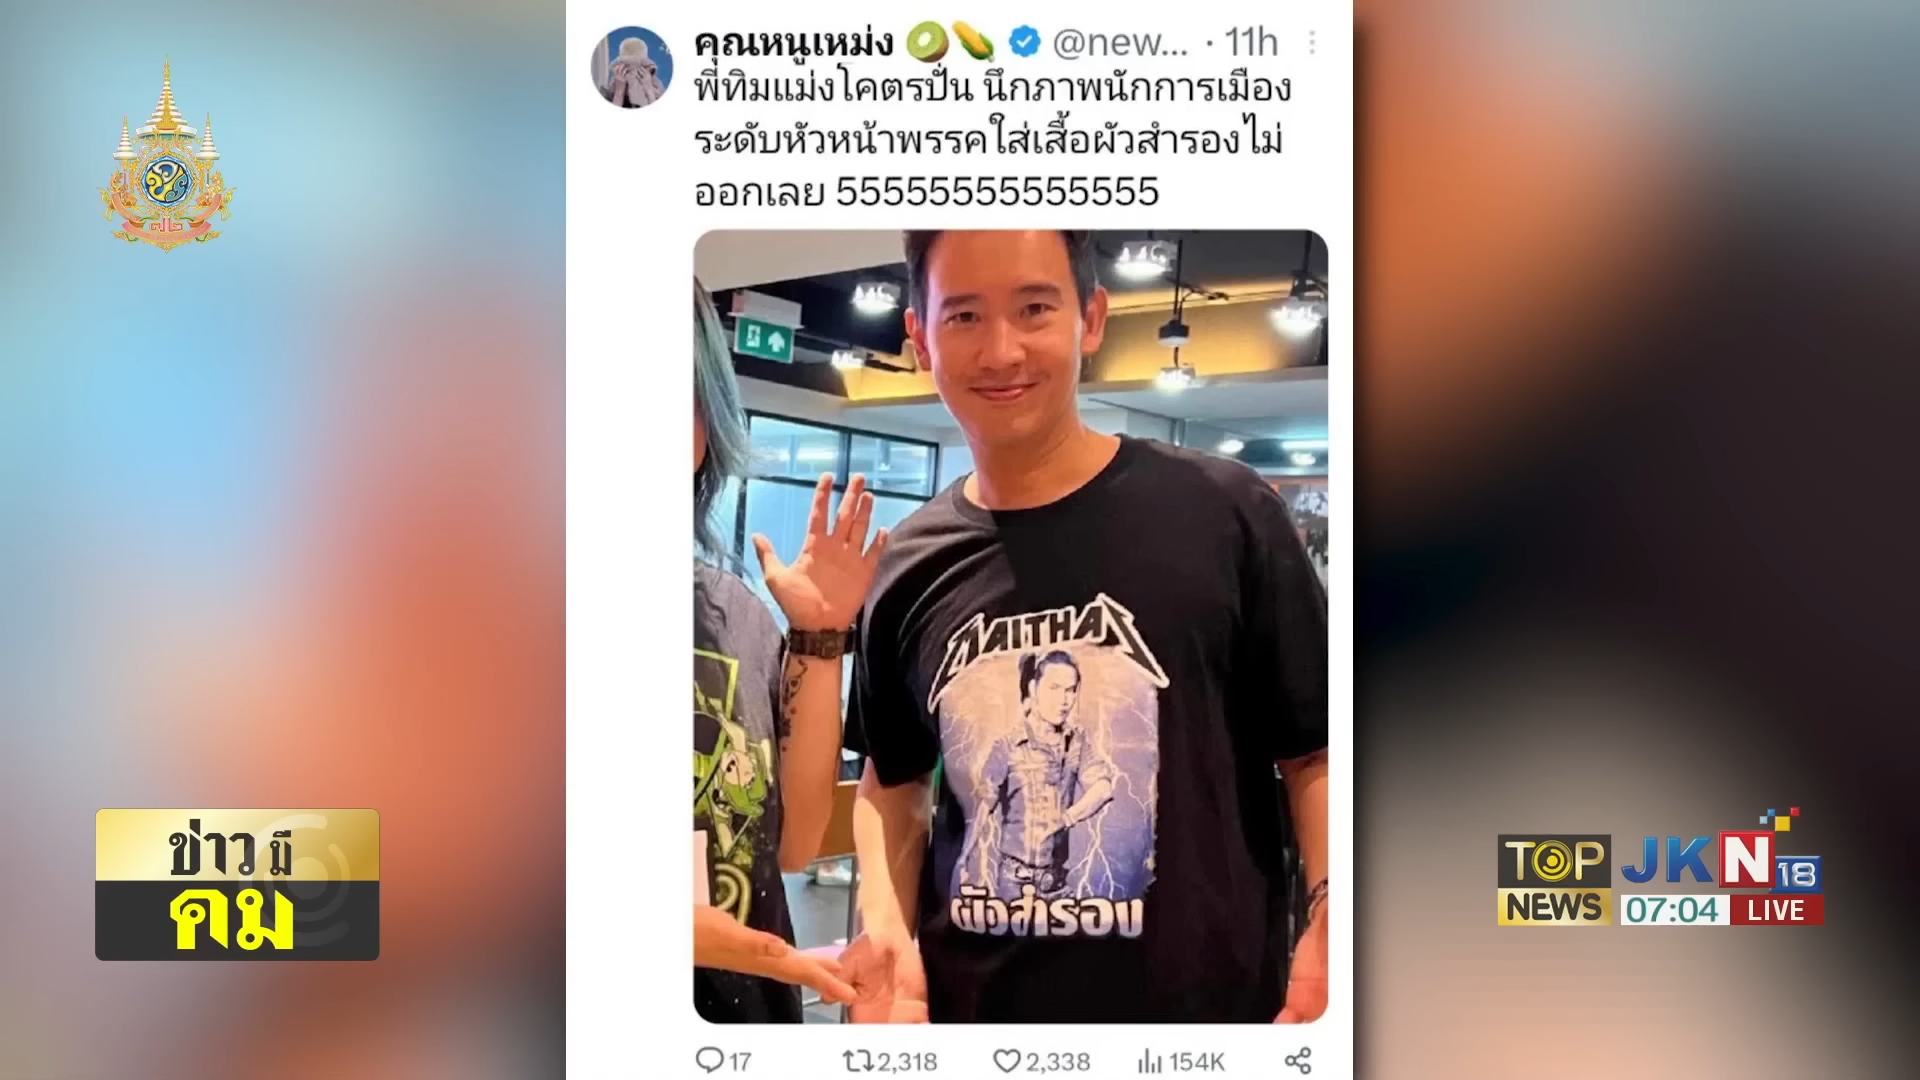 คุณหนูเหม่ง @new... · 11h
พี่ทิมแม่งโคตรปั่น นึกภาพนักการเมือง
ระดับหัวหน้าพรรคใส่เสื้อผัวสำรองไม่
ออกเลย 55555555555555
MAITHAI
ผัวสำรอง
17 2,318 2,338 154K
ข่าวมี
คม
TOP
NEWS
JKN18
07:04 LIVE